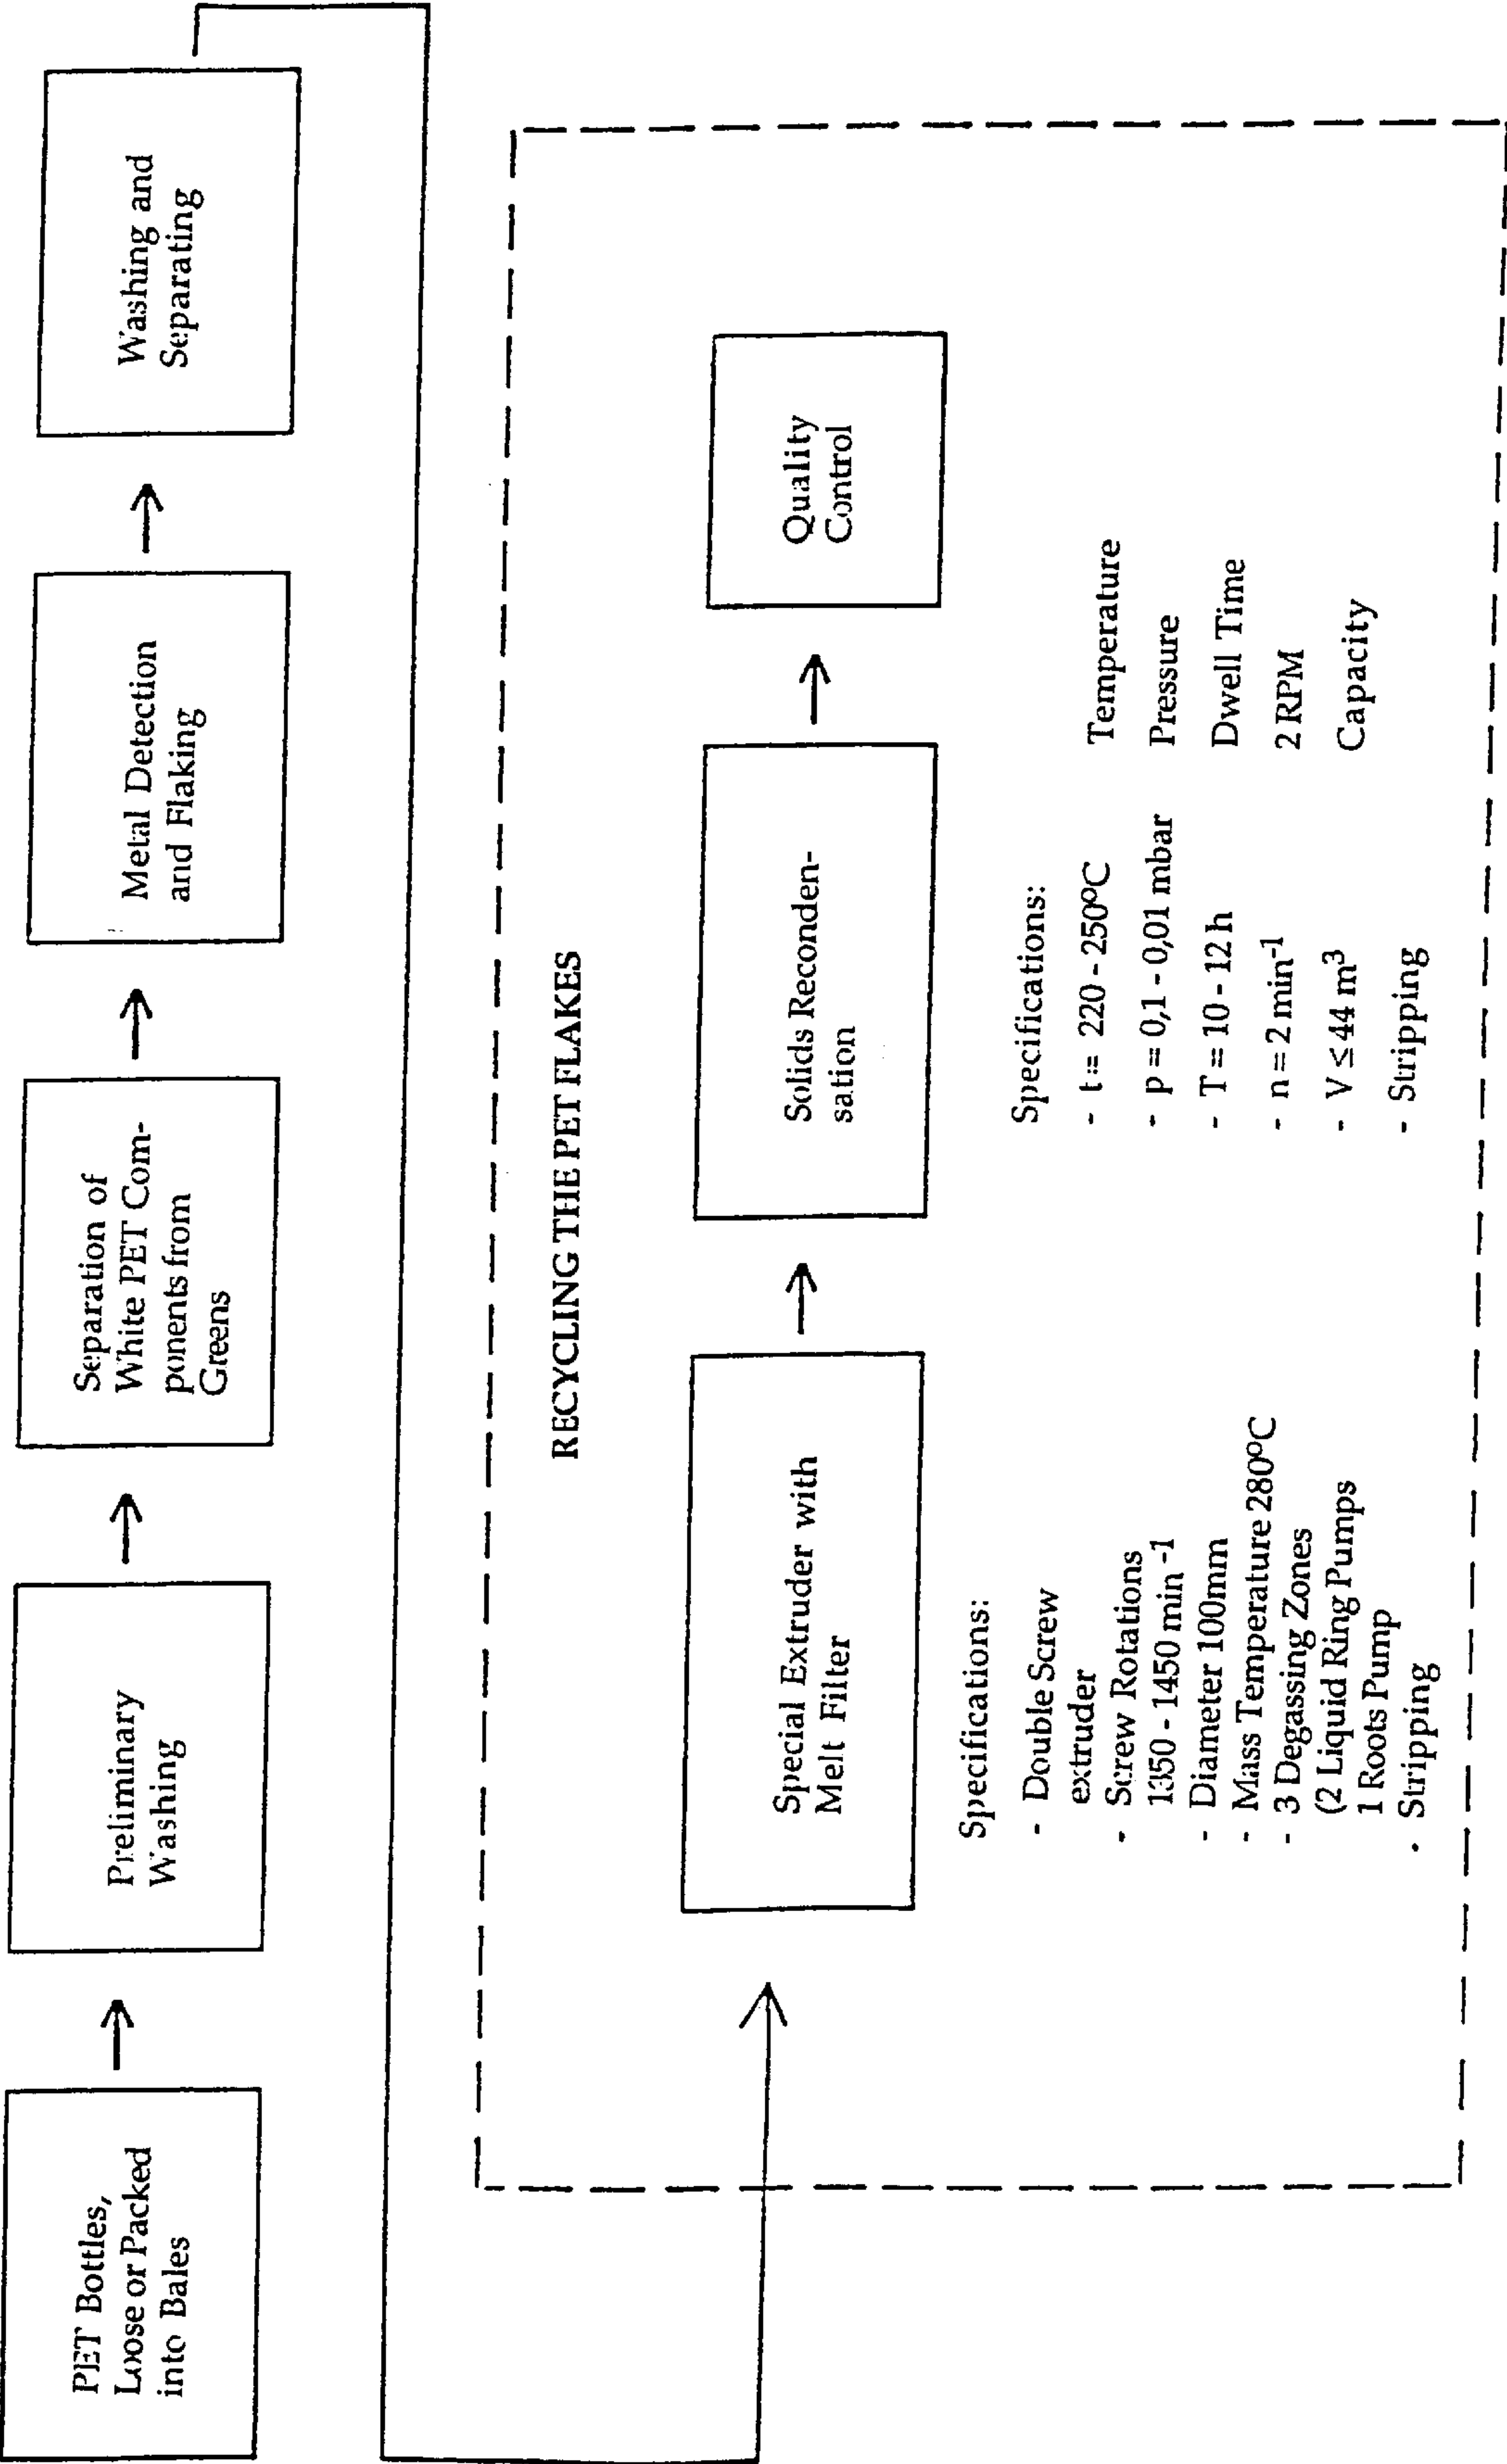 PET Bottles,
Loose or Packed
into Bales
Preliminary
Washing
Separation of
White PET Com-
ponents from
Greens
Metal Detection
and Flaking
Washing and
Separating
RECYCLING THE PET FLAKES
Special Extruder with
Melt Filter
Specifications:
- Double Screw
extruder
- Screw Rotations
1350 - 1450 min -1
- Diameter 100mm
- Mass Temperature 280ºC
- 3 Degassing Zones
(2 Liquid Ring Pumps
1 Roots Pump
. Stripping
Solids Reconden-
sation
Specifications:
- t = 220 - 250ºC Temperature
- p = 0,1 - 0,01 mbar Pressure
- T = 10 - 12 h Dwell Time
- n = 2 min-1 2 RPM
- V ≤ 44 m3 Capacity
- Stripping
Quality
Control